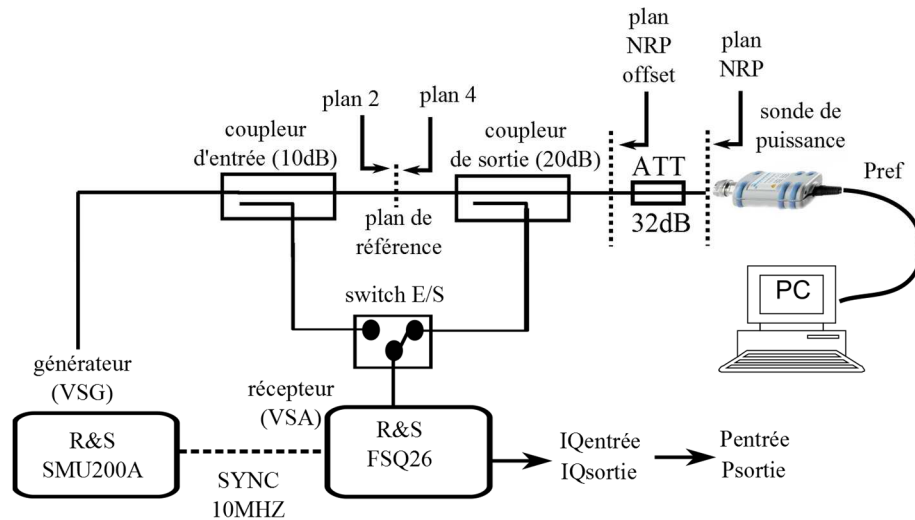 plan
NRP
offset
plan
NRP
plan 2
plan 4
sonde de
puissance
coupleur
d'entrée (10dB)
coupleur
de sortie (20dB)
ATT
32dB
Pref
plan de
référence
switch E/S
PC
générateur
(VSG)
récepteur
(VSA)
R&S
SMU200A
SYNC
10MHZ
R&S
FSQ26
IQentrée
IQsortie
Pentrée
Psortie